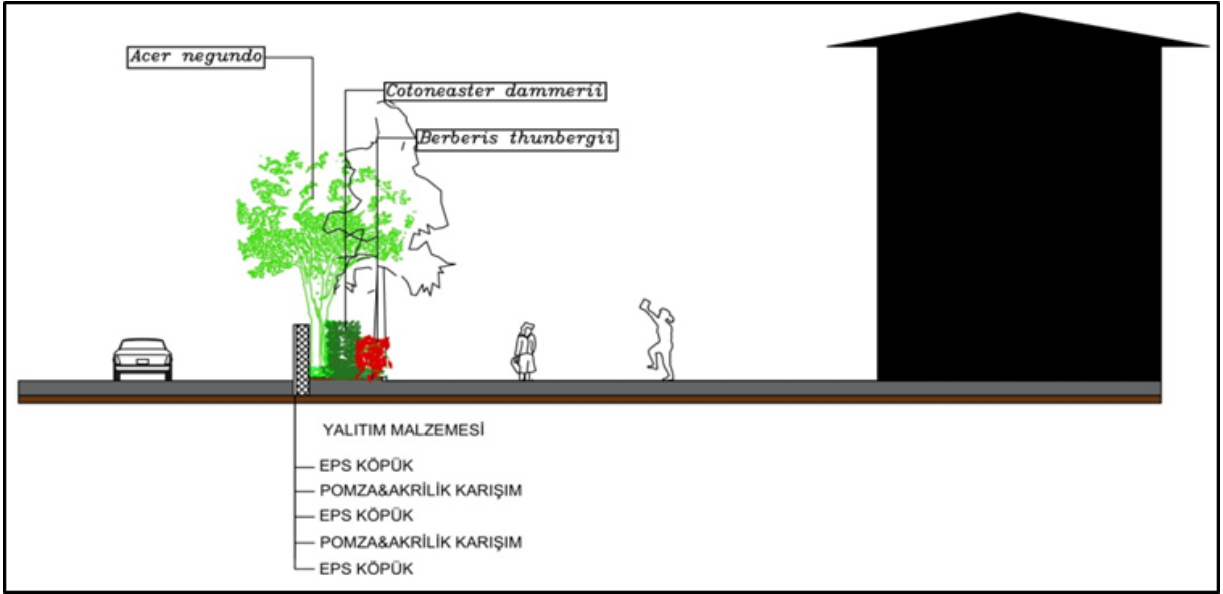 Acer negundo
Cotoneaster dammerii
Berberis thunbergii
YALITIM MALZEMESİ
EPS KÖPÜK
POMZA&AKRİLİK KARIŞIM
EPS KÖPÜK
POMZA&AKRİLİK KARIŞIM
EPS KÖPÜK